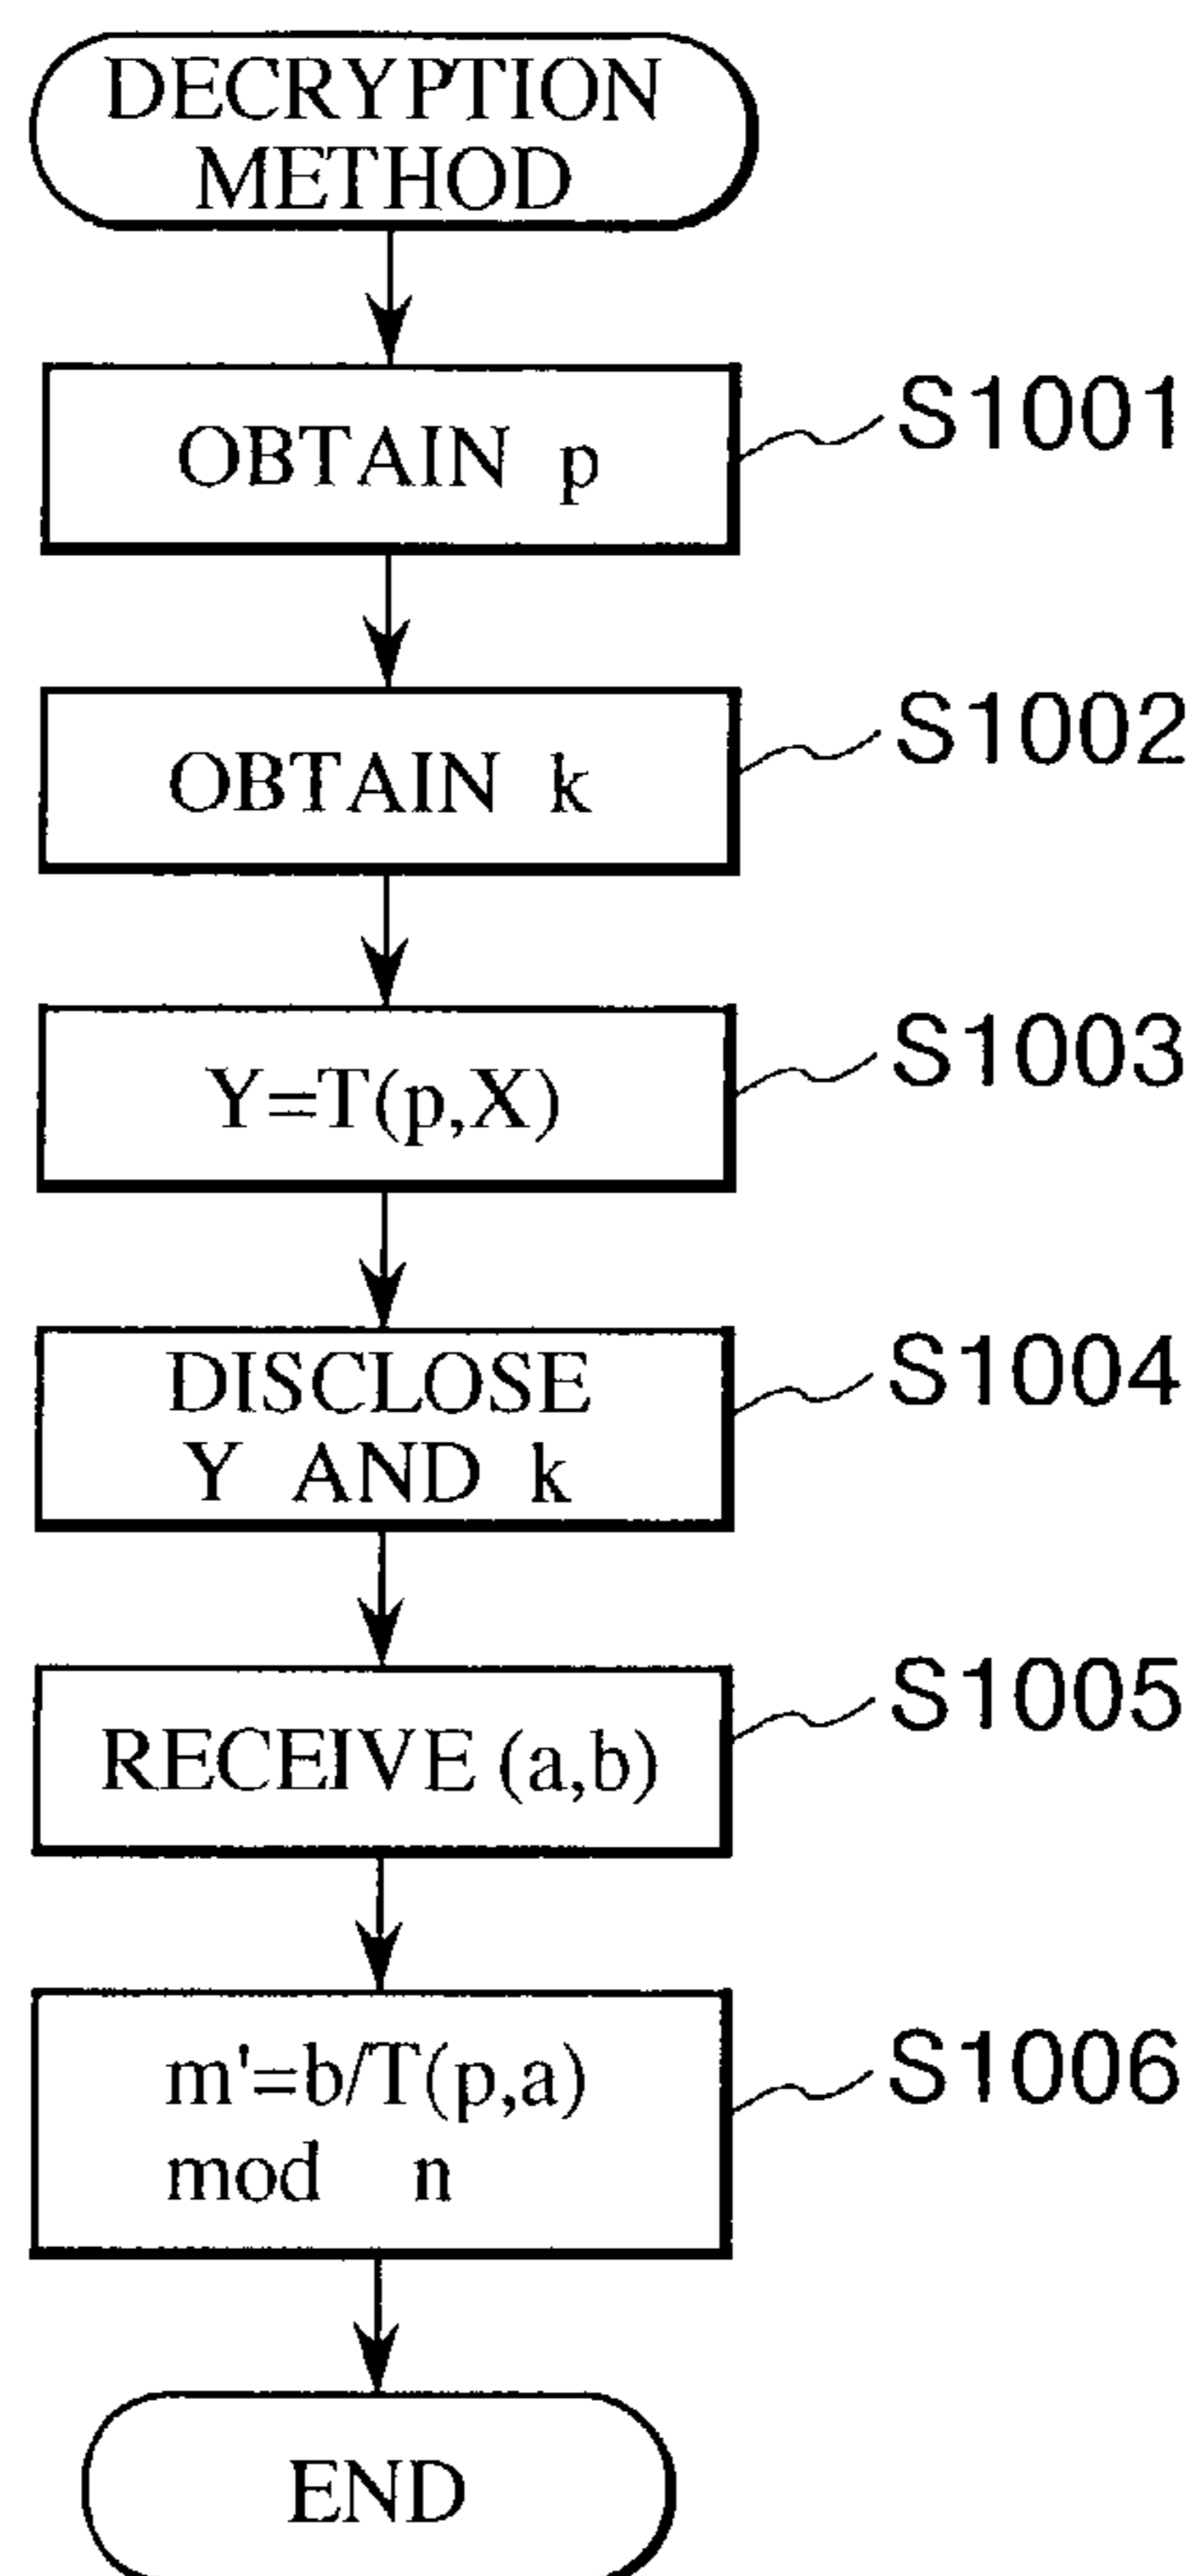 DECRYPTION
METHOD
OBTAIN p
S1001
OBTAIN k
S1002
Y=T(p,X)
S1003
DISCLOSE
Y AND k
S1004
RECEIVE (a,b)
S1005
m'=b/T(p,a)
mod n
S1006
END